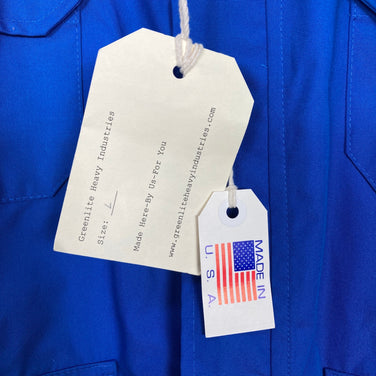 Greenlite Heavy Industries
Size:
Made Here-By Us-For You
www.greenliteheavyindustries.com
MADE IN
U. S. A.